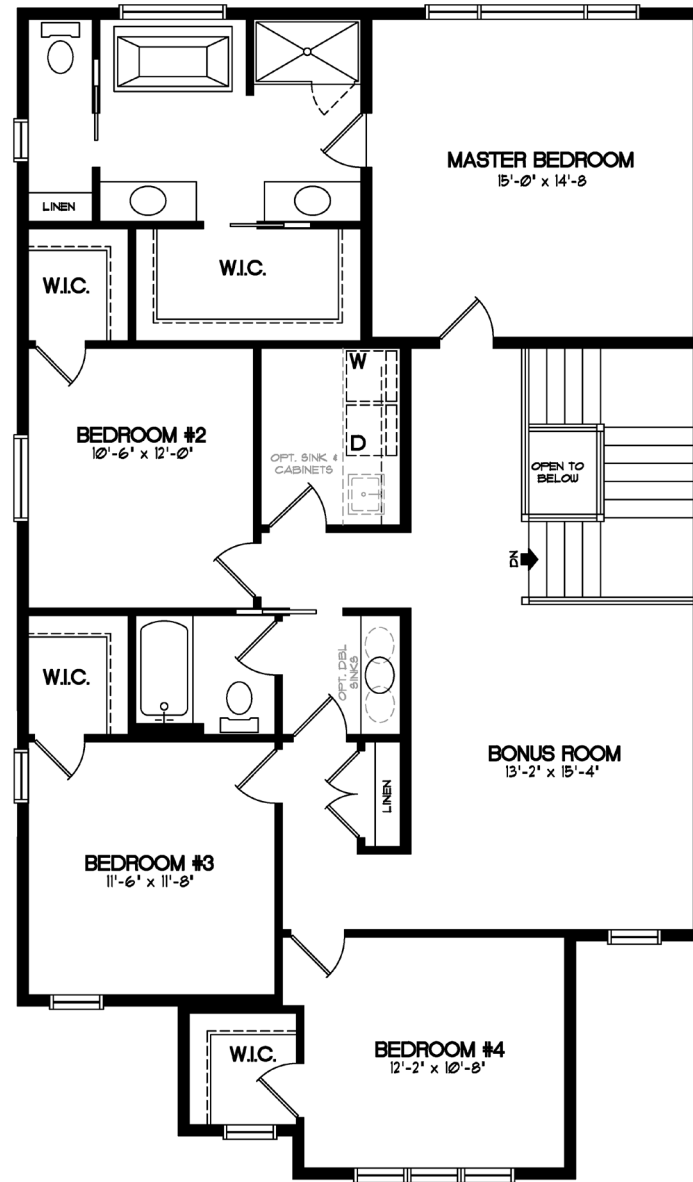 LINEN
MASTER BEDROOM
15'-0" x 14'-8
W.I.C.
W.I.C.
BEDROOM #2
10'-6" x 12'-0"
W
D
OPT. SINK &
CABINETS
OPEN TO
BELOW
DN
W.I.C.
OPT. DBL
SINKS
BONUS ROOM
13'-2" x 15'-4"
LINEN
BEDROOM #3
11'-6" x 11'-8"
W.I.C.
BEDROOM #4
12'-2" x 10'-8"